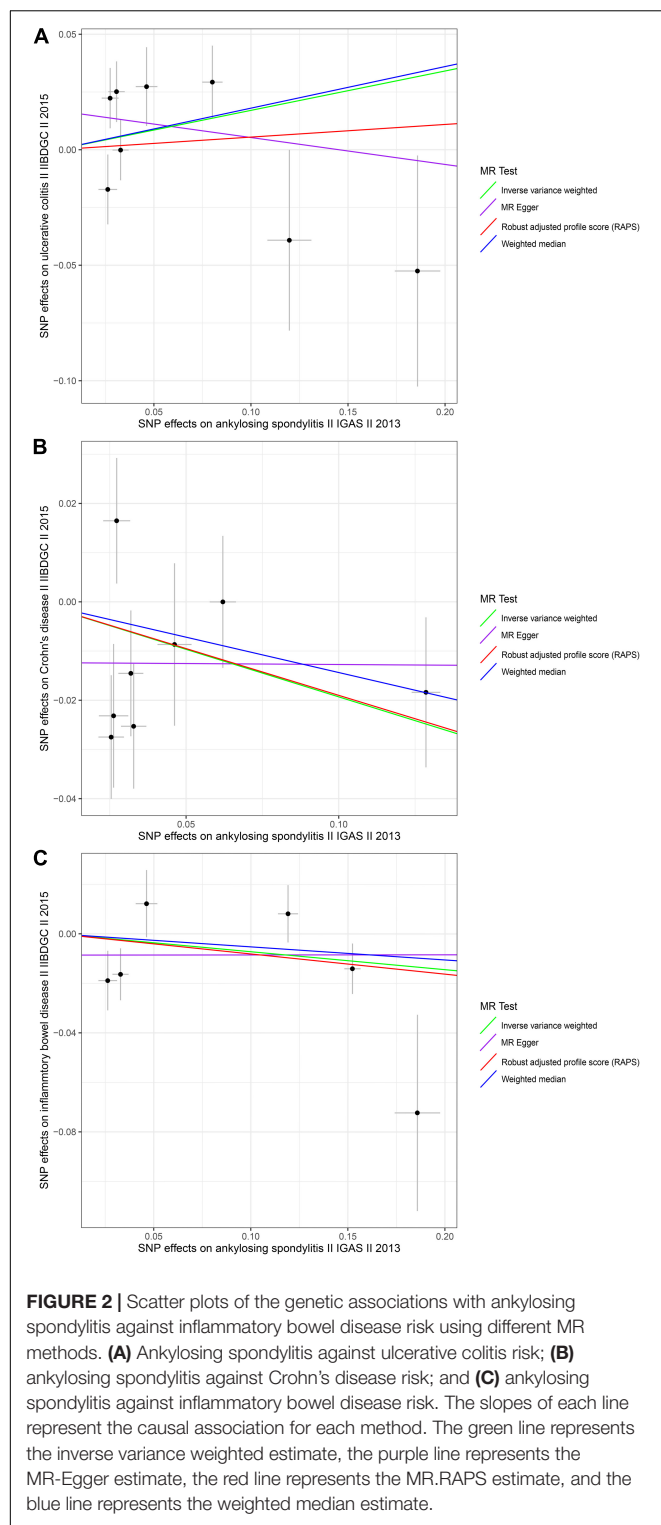 A
SNP effects on ulcerative colitis II IIBDGC II 2015
0.05
0.00
−0.05
−0.10
0.05
0.10
0.15
0.20
SNP effects on ankylosing spondylitis II IGAS II 2013
MR Test
Inverse variance weighted
MR Egger
Robust adjusted profile score (RAPS)
Weighted median
B
SNP effects on Crohn's disease II IIBDGC II 2015
0.02
0.00
−0.02
−0.04
0.05
0.10
SNP effects on ankylosing spondylitis II IGAS II 2013
MR Test
Inverse variance weighted
MR Egger
Robust adjusted profile score (RAPS)
Weighted median
C
SNP effects on inflammtory bowel disease II IIBDGC II 2015
0.00
−0.04
−0.08
0.05
0.10
0.15
0.20
SNP effects on ankylosing spondylitis II IGAS II 2013
MR Test
Inverse variance weighted
MR Egger
Robust adjusted profile score (RAPS)
Weighted median
FIGURE 2 | Scatter plots of the genetic associations with ankylosing
spondylitis against inflammatory bowel disease risk using different MR
methods. (A) Ankylosing spondylitis against ulcerative colitis risk; (B)
ankylosing spondylitis against Crohn's disease risk; and (C) ankylosing
spondylitis against inflammatory bowel disease risk. The slopes of each line
represent the causal association for each method. The green line represents
the inverse variance weighted estimate, the purple line represents the
MR-Egger estimate, the red line represents the MR.RAPS estimate, and the
blue line represents the weighted median estimate.